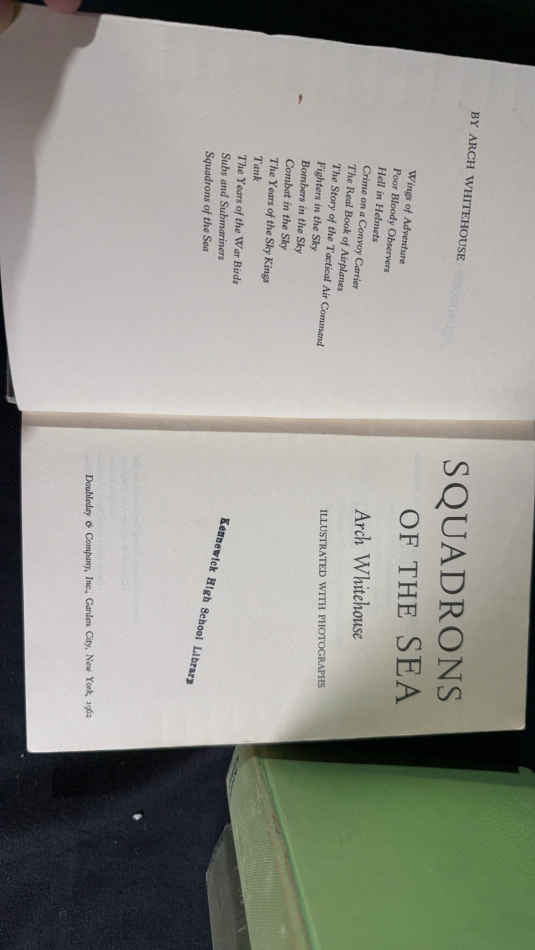 BY ARCH WHITEHOUSE
Wings of Adventure
Poor Bloody Observers
Hell in Helmets
Crime on a Convoy Carrier
The Real Book of Airplanes
The Story of the Tactical Air Command
Fighters in the Sky
Bombers in the Sky
Combat in the Sky
The Years of the Sky Kings
Tank
The Years of the War Birds
Subs and Submariners
Squadrons of the Sea
SQUADRONS
OF THE SEA
Arch Whitehouse
ILLUSTRATED WITH PHOTOGRAPHS
Kennewick High School Library
Doubleday & Company, Inc., Garden City, New York, 1962